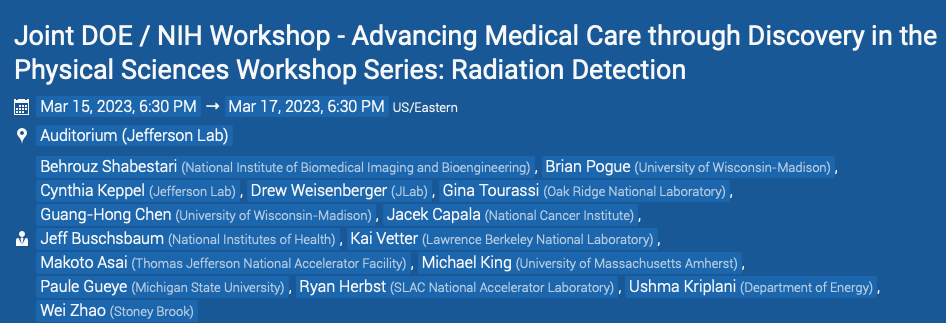 Joint DOE / NIH Workshop - Advancing Medical Care through Discovery in the
Physical Sciences Workshop Series: Radiation Detection
Mar 15, 2023, 6:30 PM → Mar 17, 2023, 6:30 PM US/Eastern
Auditorium (Jefferson Lab)
Behrouz Shabestari (National Institute of Biomedical Imaging and Bioengineering) , Brian Pogue (University of Wisconsin-Madison) ,
Cynthia Keppel (Jefferson Lab) , Drew Weisenberger (JLab) , Gina Tourassi (Oak Ridge National Laboratory) ,
Guang-Hong Chen (University of Wisconsin-Madison) , Jacek Capala (National Cancer Institute) ,
Jeff Buschsbaum (National Institutes of Health) , Kai Vetter (Lawrence Berkeley National Laboratory) ,
Makoto Asai (Thomas Jefferson National Accelerator Facility) , Michael King (University of Massachusetts Amherst) ,
Paule Gueye (Michigan State University) , Ryan Herbst (SLAC National Accelerator Laboratory) , Ushma Kriplani (Department of Energy) ,
Wei Zhao (Stoney Brook)